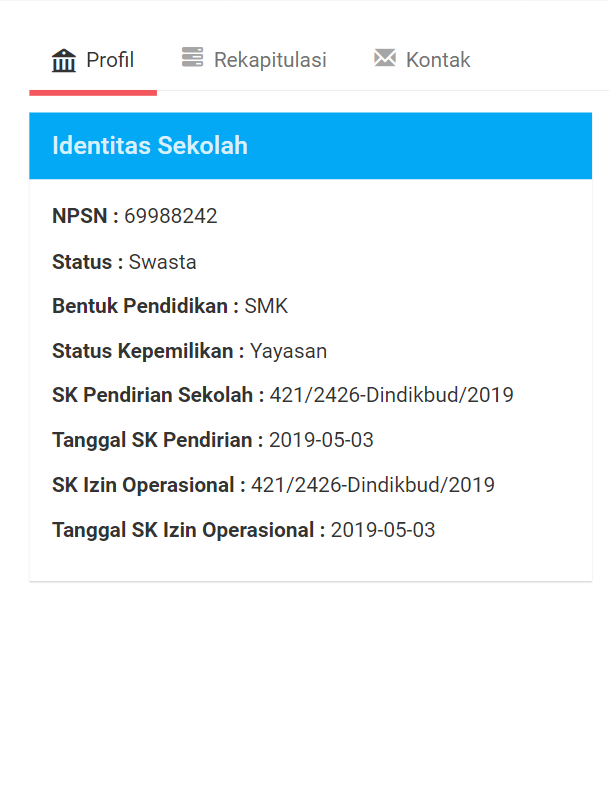 Profil Rekapitulasi Kontak
Identitas Sekolah
NPSN : 69988242
Status : Swasta
Bentuk Pendidikan : SMK
Status Kepemilikan : Yayasan
SK Pendirian Sekolah : 421/2426-Dindikbud/2019
Tanggal SK Pendirian : 2019-05-03
SK Izin Operasional : 421/2426-Dindikbud/2019
Tanggal SK Izin Operasional : 2019-05-03